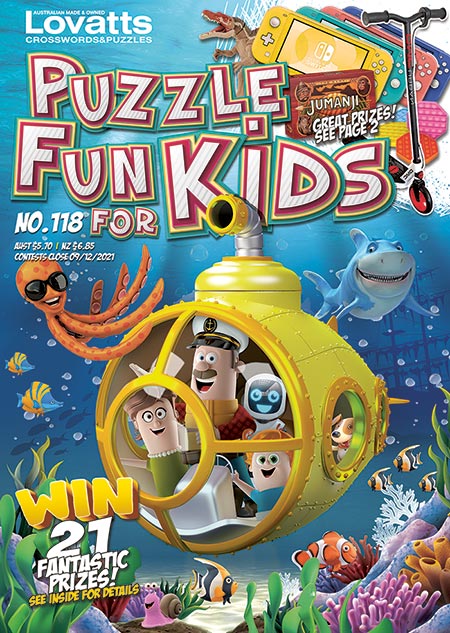 AUSTRALIAN MADE & OWNED
Lovatts
CROSSWORDS&PUZZLES
JUMANJI
GREAT PRIZES!
SEE PAGE 2
PUZZLE
FUN FOR KIDS
NO.118
AUST $5.70 | NZ $6.85
CONTESTS CLOSE 09/12/2021
WIN
21
FANTASTIC
PRIZES!
SEE INSIDE FOR DETAILS